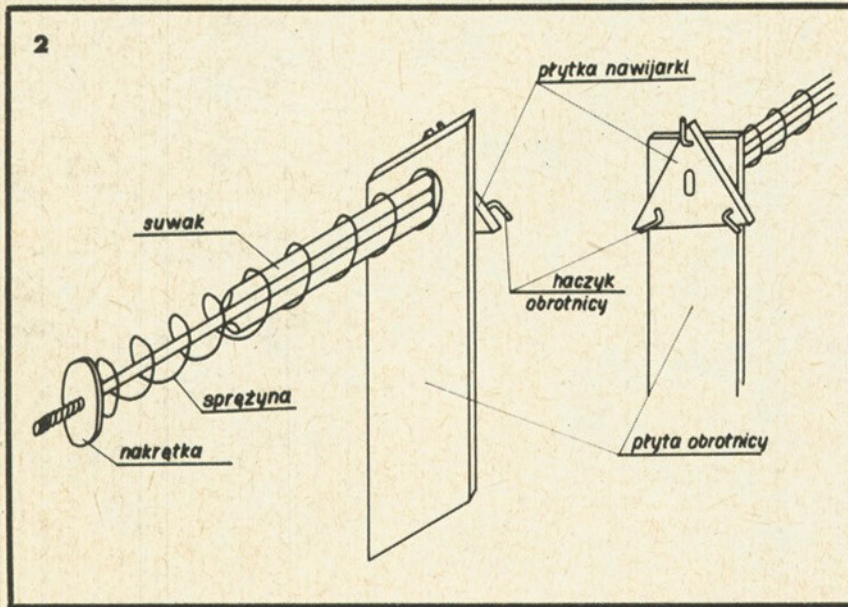 2
płytka nawijarki
suwak
haczyk
obrotnicy
sprężyna
nakrętka
płyta obrotnicy